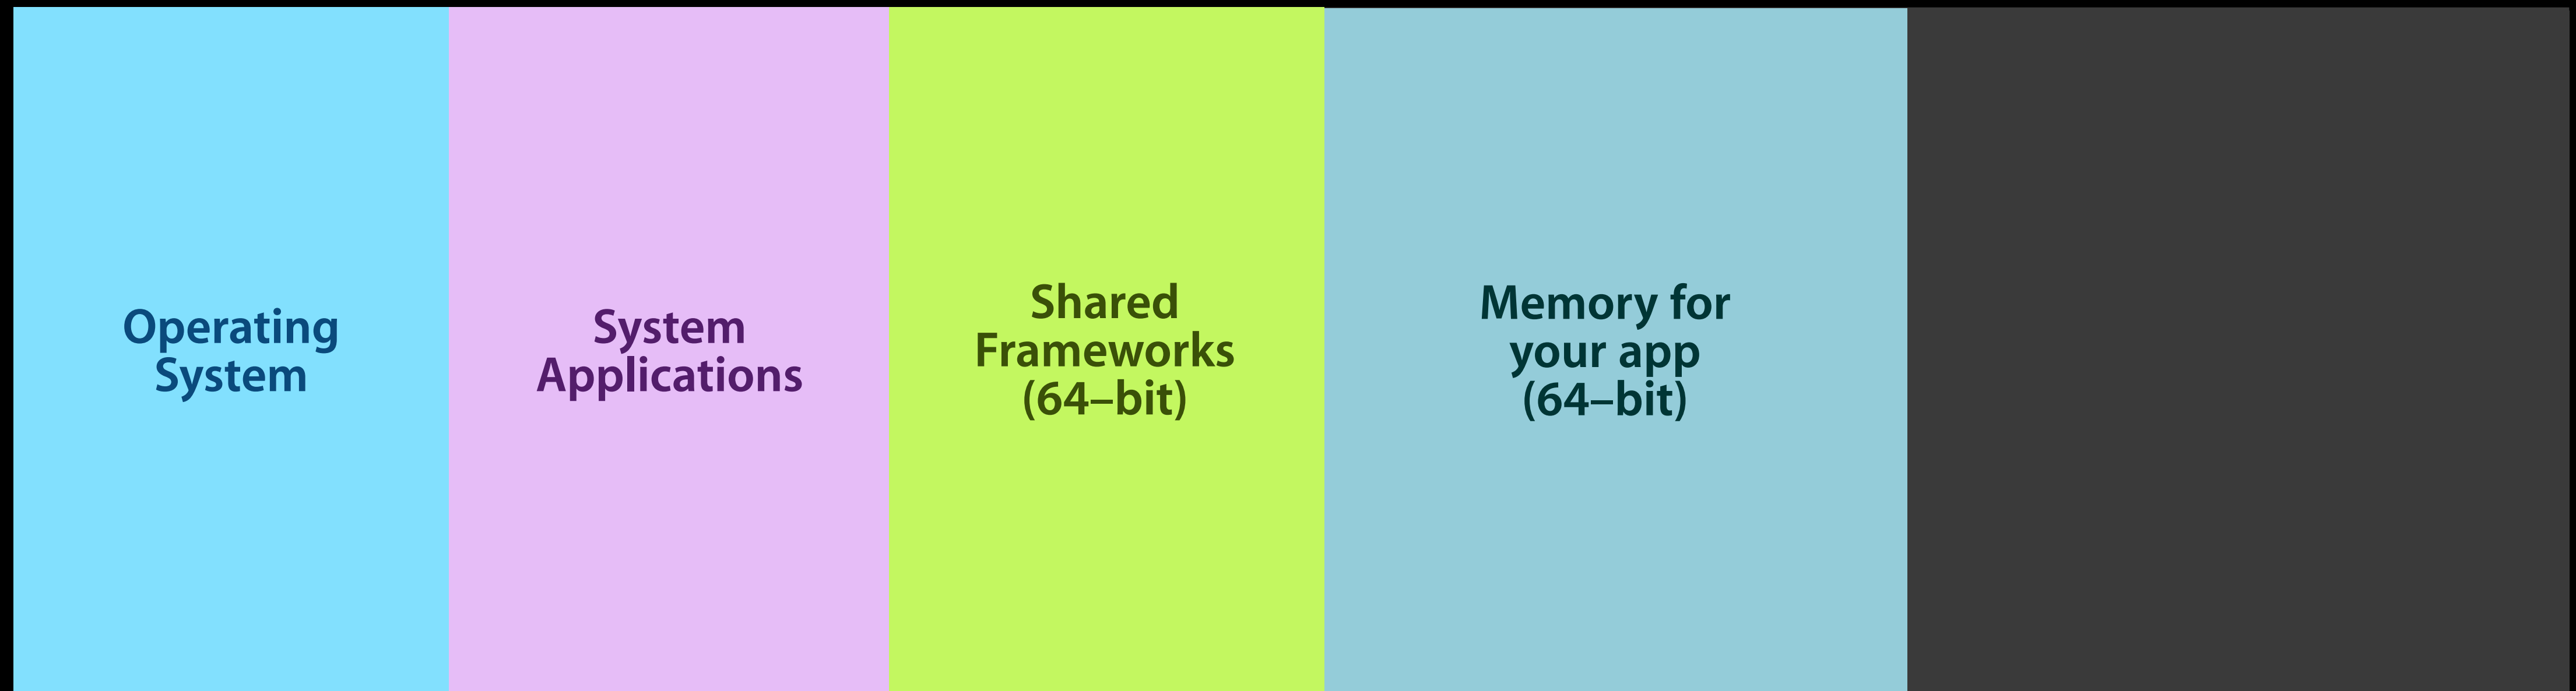 Operating
System
System
Applications
Shared
Frameworks
(64–bit)
Memory for
your app
(64–bit)